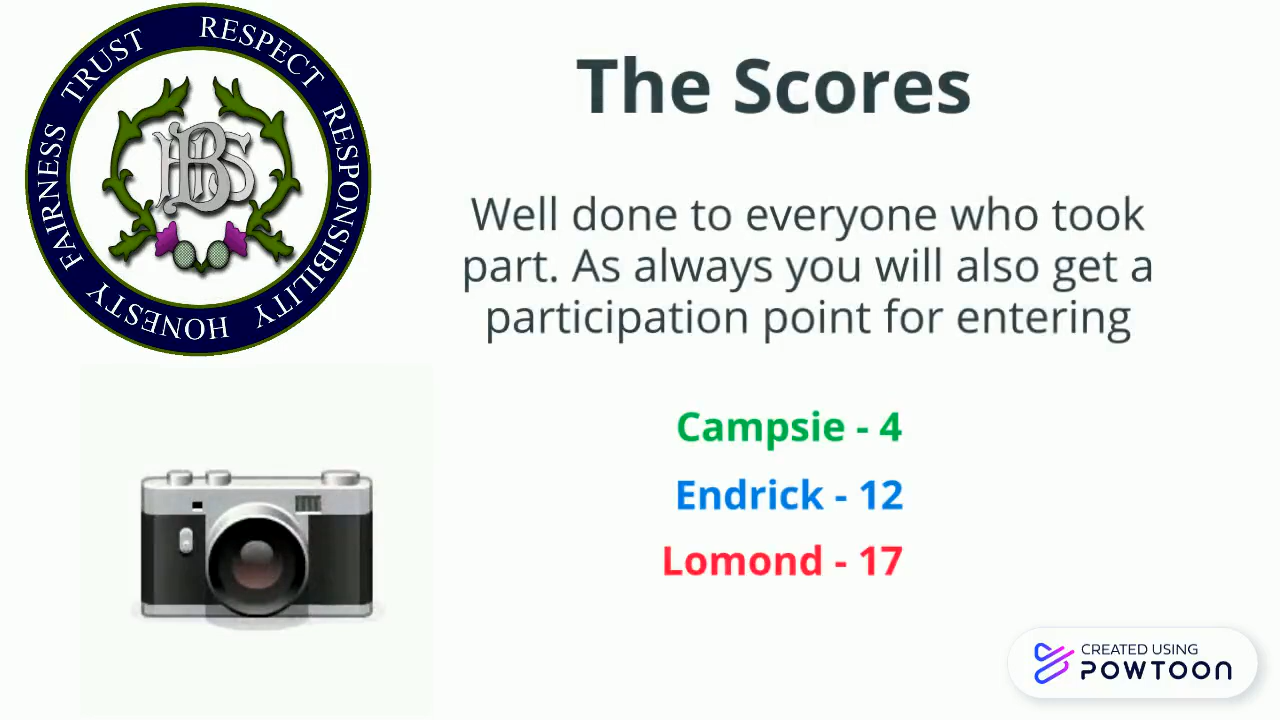 FAIRNESS TRUST RESPECT RESPONSIBILITY HONESTY
The Scores
Well done to everyone who took
part. As always you will also get a
participation point for entering
Campsie - 4
Endrick - 12
Lomond - 17
CREATED USING
POWTOON